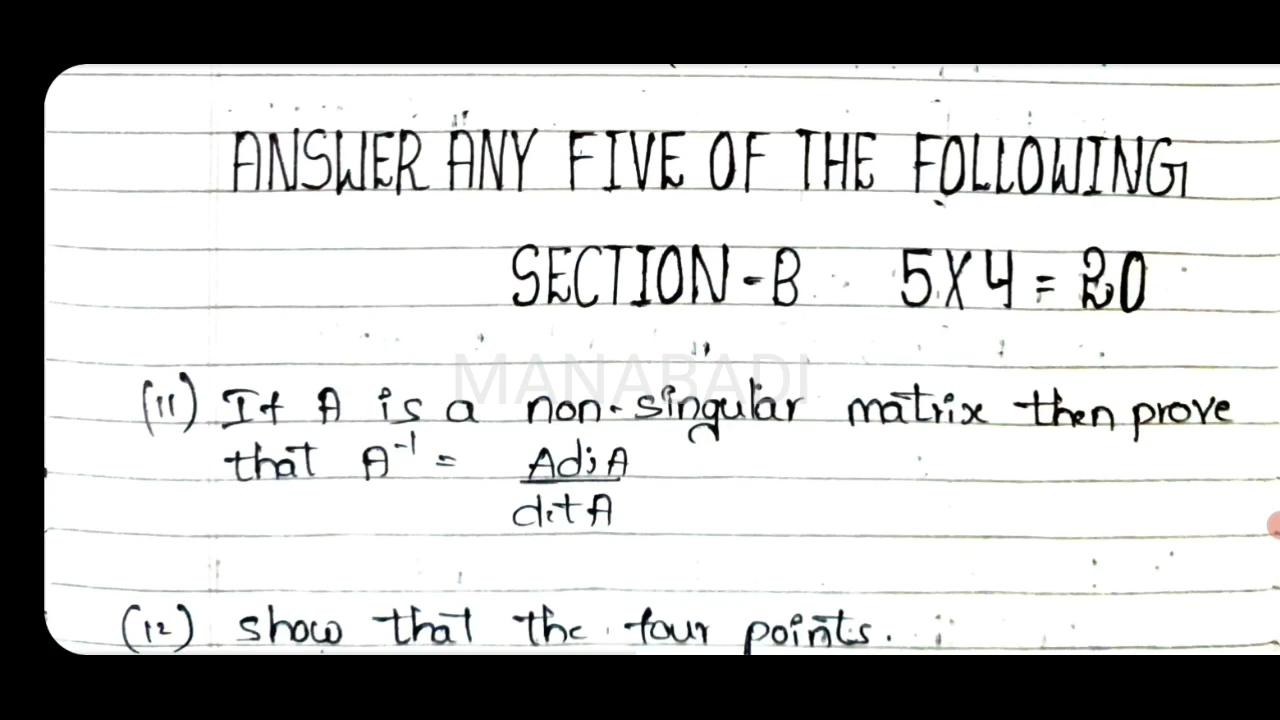 ANSWER ANY FIVE OF THE FOLLOWING
SECTION-B 5X4=20
MANABADI
(11) If A is a non-singular matrix then prove
that A⁻¹ = AdjA
detA
(12) show that the four points.